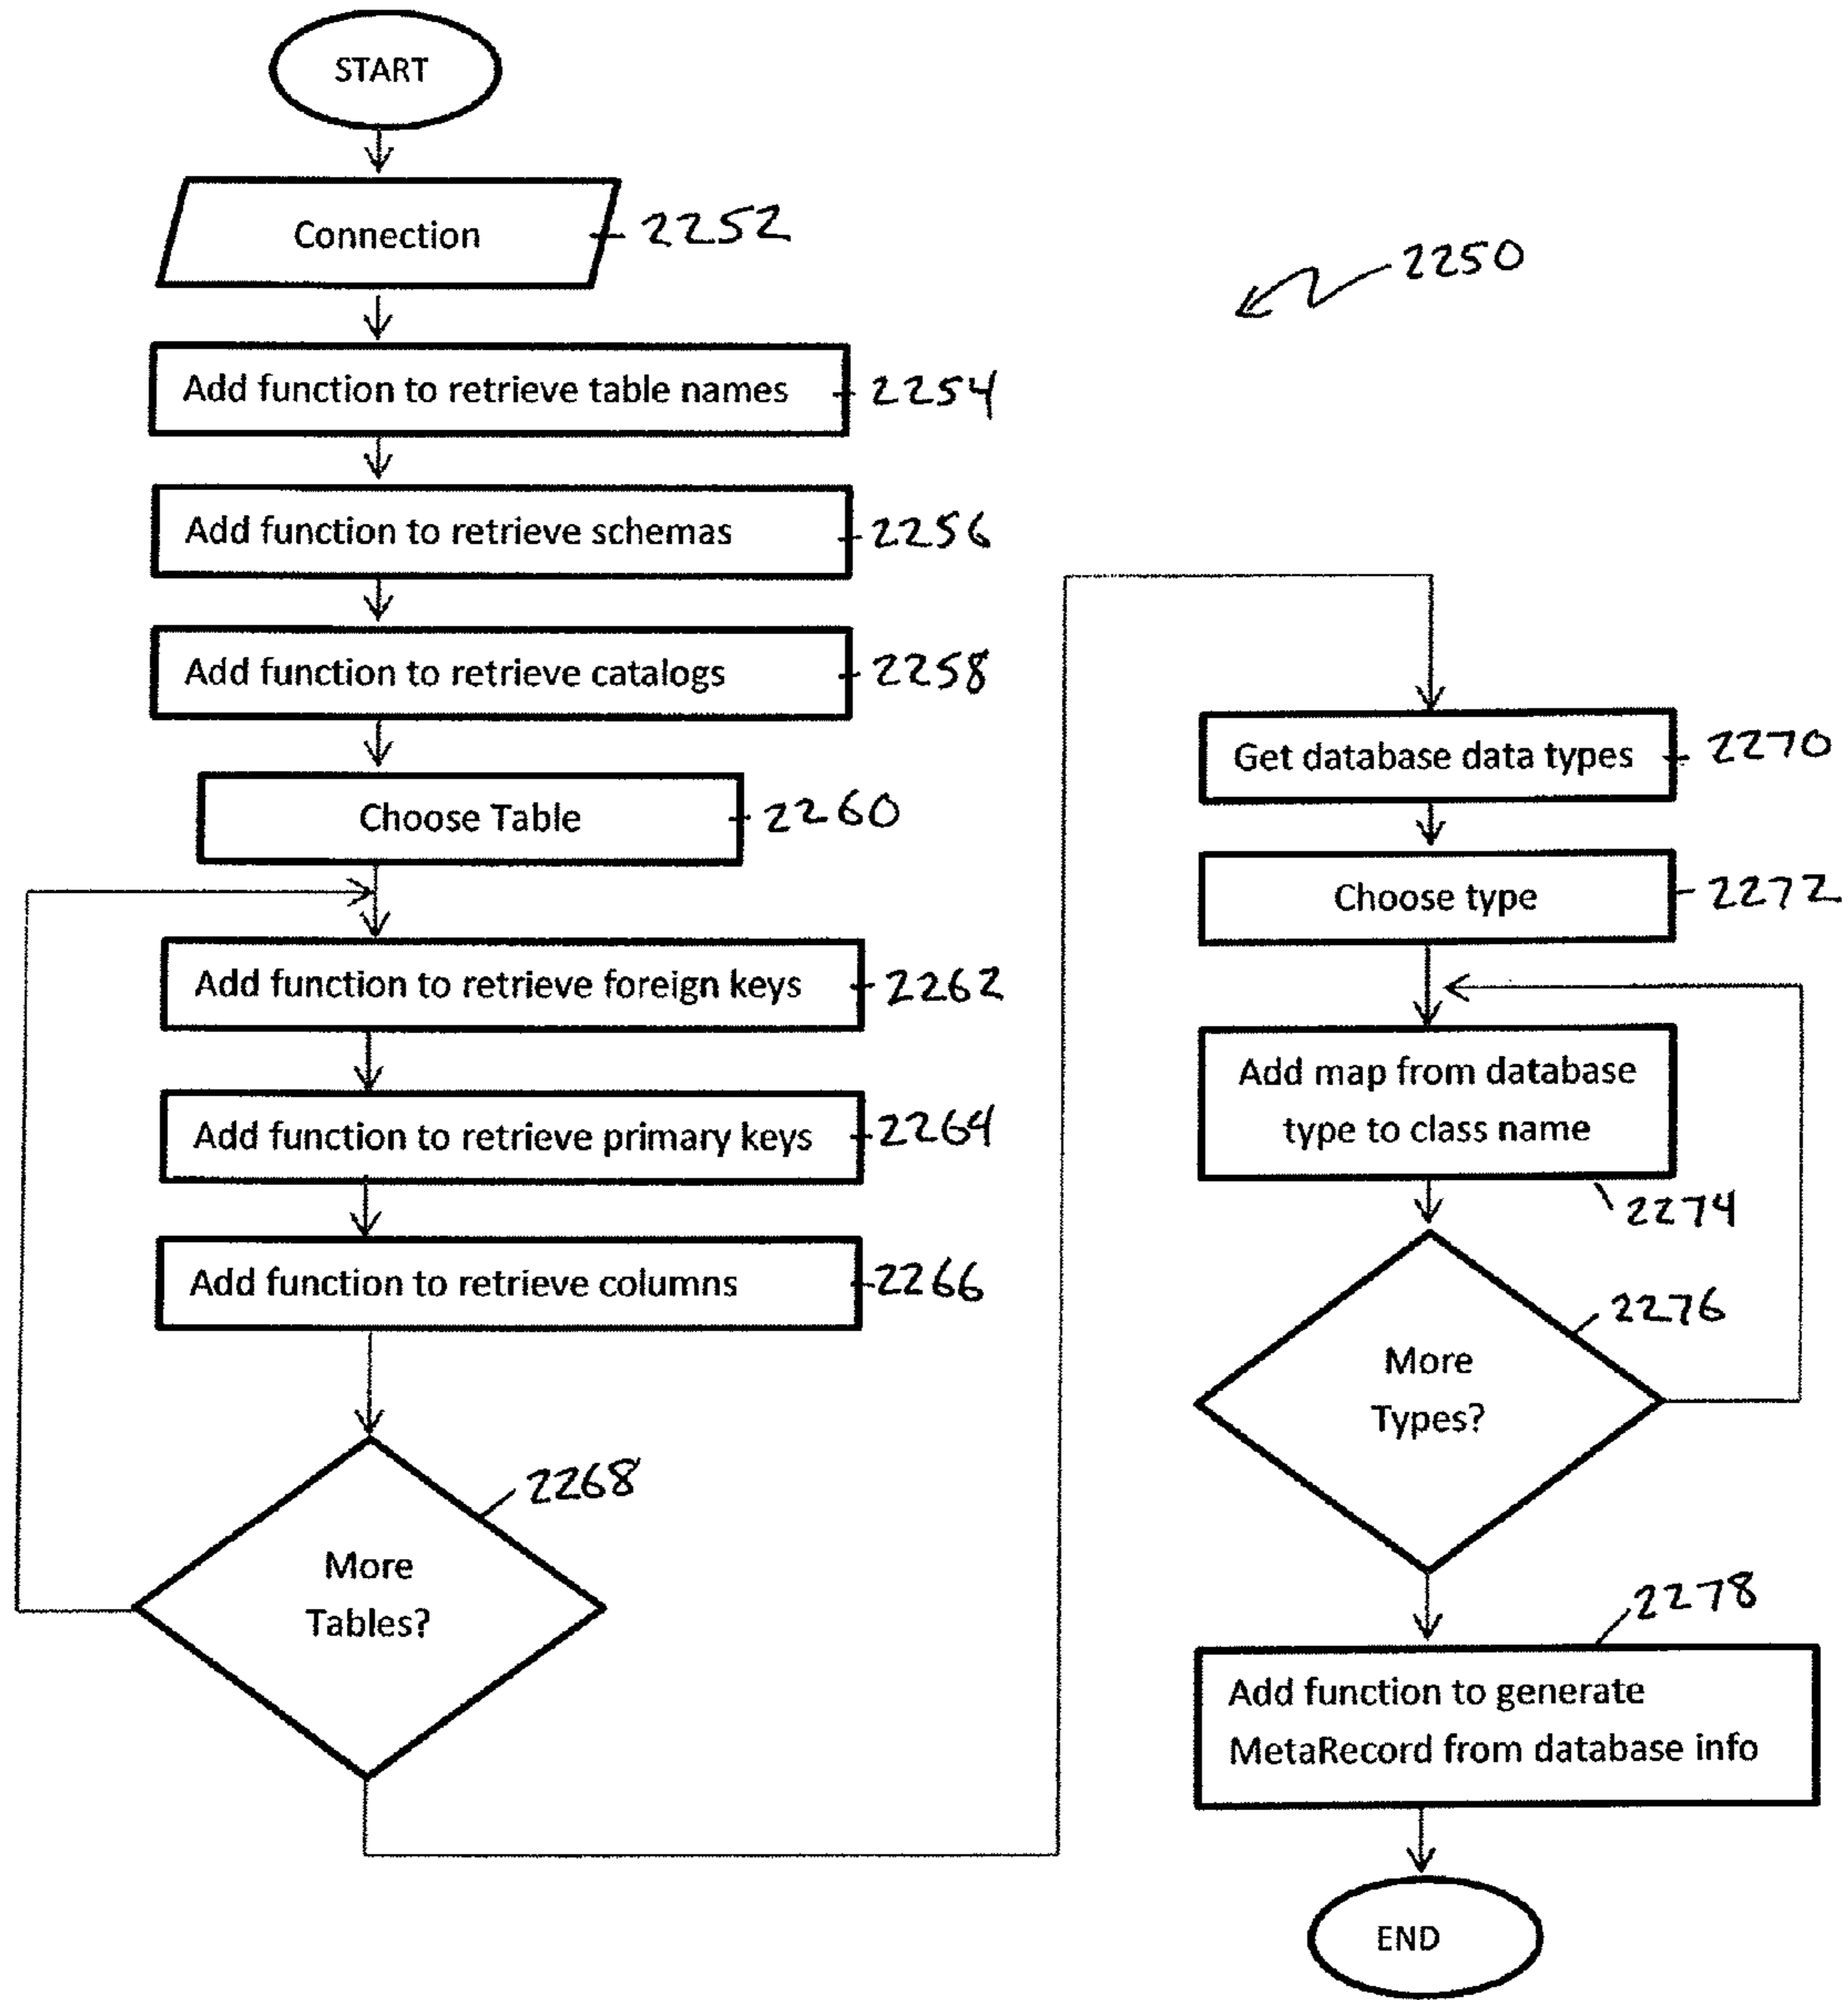 START
Connection
2252
2250
Add function to retrieve table names
2254
Add function to retrieve schemas
2256
Add function to retrieve catalogs
2258
Choose Table
2260
Add function to retrieve foreign keys
2262
Add function to retrieve primary keys
2264
Add function to retrieve columns
2266
More
Tables?
2268
Get database data types
2270
Choose type
2272
Add map from database
type to class name
2274
More
Types?
2276
2278
Add function to generate
MetaRecord from database info
END